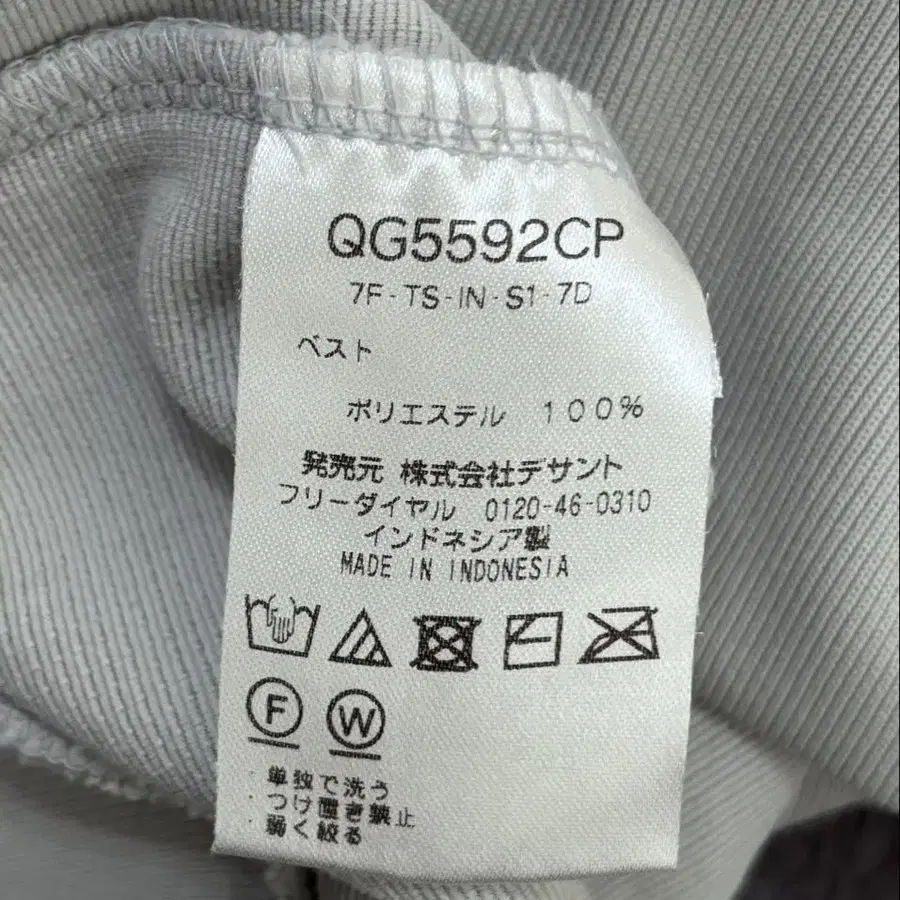 QG5592CP
7F-TS-IN-S1-7D
ベスト
ポリエステル 100%
発売元 株式会社デサント
フリーダイヤル 0120-46-0310
インドネシア製
MADE IN INDONESIA
F W
・単独で洗う
・つけ置き禁止
・弱く絞る